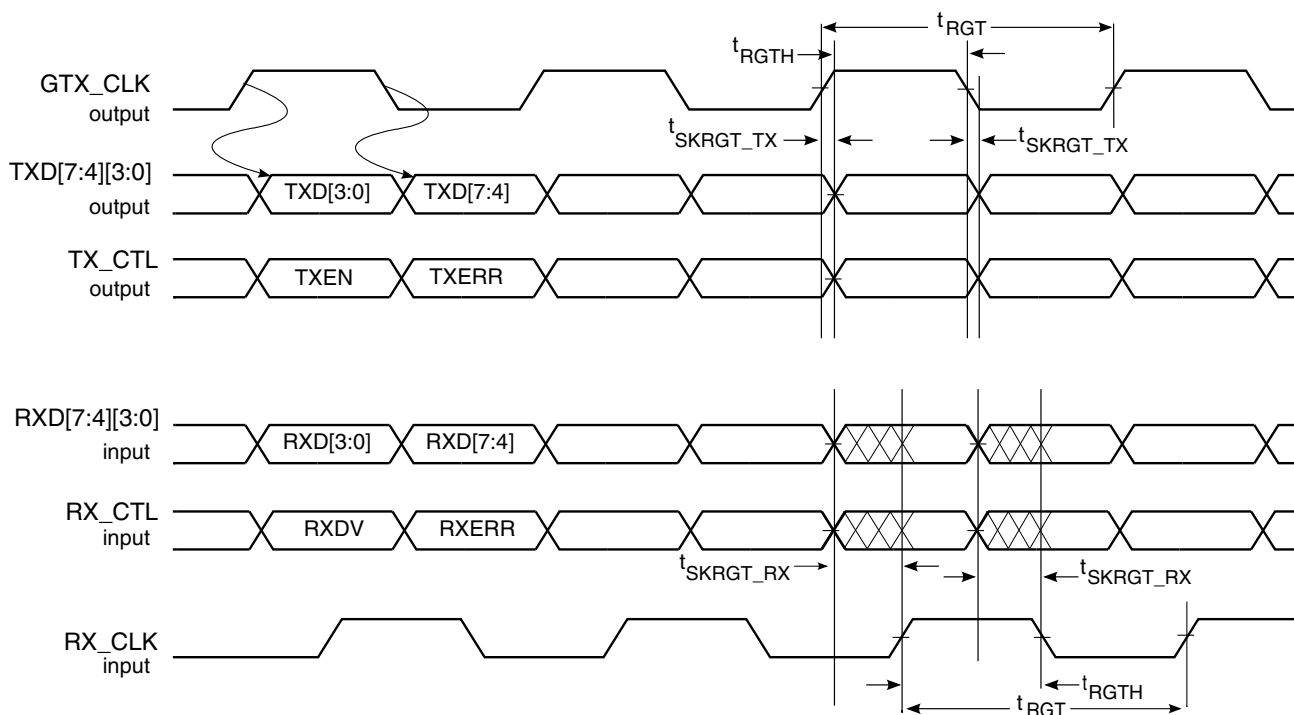 tRGT
tRGTH
GTX_CLK
output
tSKRGT_TX
tSKRGT_TX
TXD[7:4][3:0]
output
TXD[3:0]
TXD[7:4]
TX_CTL
output
TXEN
TXERR
RXD[7:4][3:0]
input
RXD[3:0]
RXD[7:4]
RX_CTL
input
RXDV
RXERR
tSKRGT_RX
tSKRGT_RX
RX_CLK
input
tRGTH
tRGT